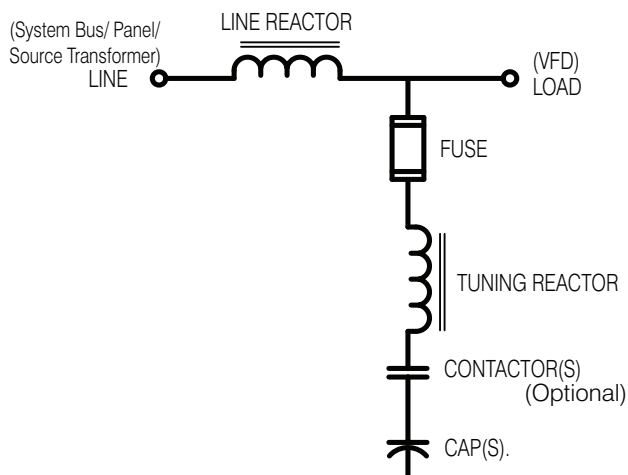 LINE REACTOR
(System Bus/ Panel/
Source Transformer)
LINE
(VFD)
LOAD
FUSE
TUNING REACTOR
CONTACTOR(S)
(Optional)
CAP(S).